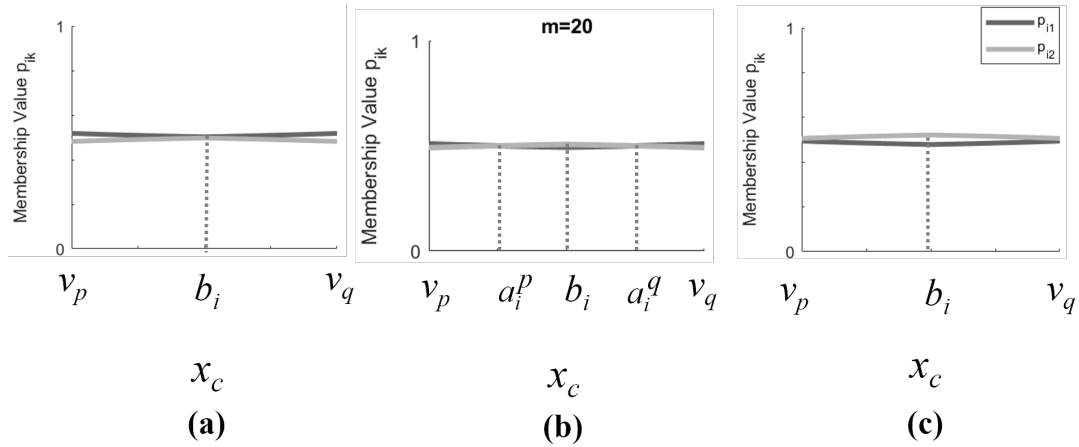 1
Membership Value p_ik
0
v_p b_i v_q
x_c
(a)
m=20
1
Membership Value p_ik
0
v_p a_i^p b_i a_i^q v_q
x_c
(b)
p_i1
p_i2
1
Membership Value p_ik
0
v_p b_i v_q
x_c
(c)